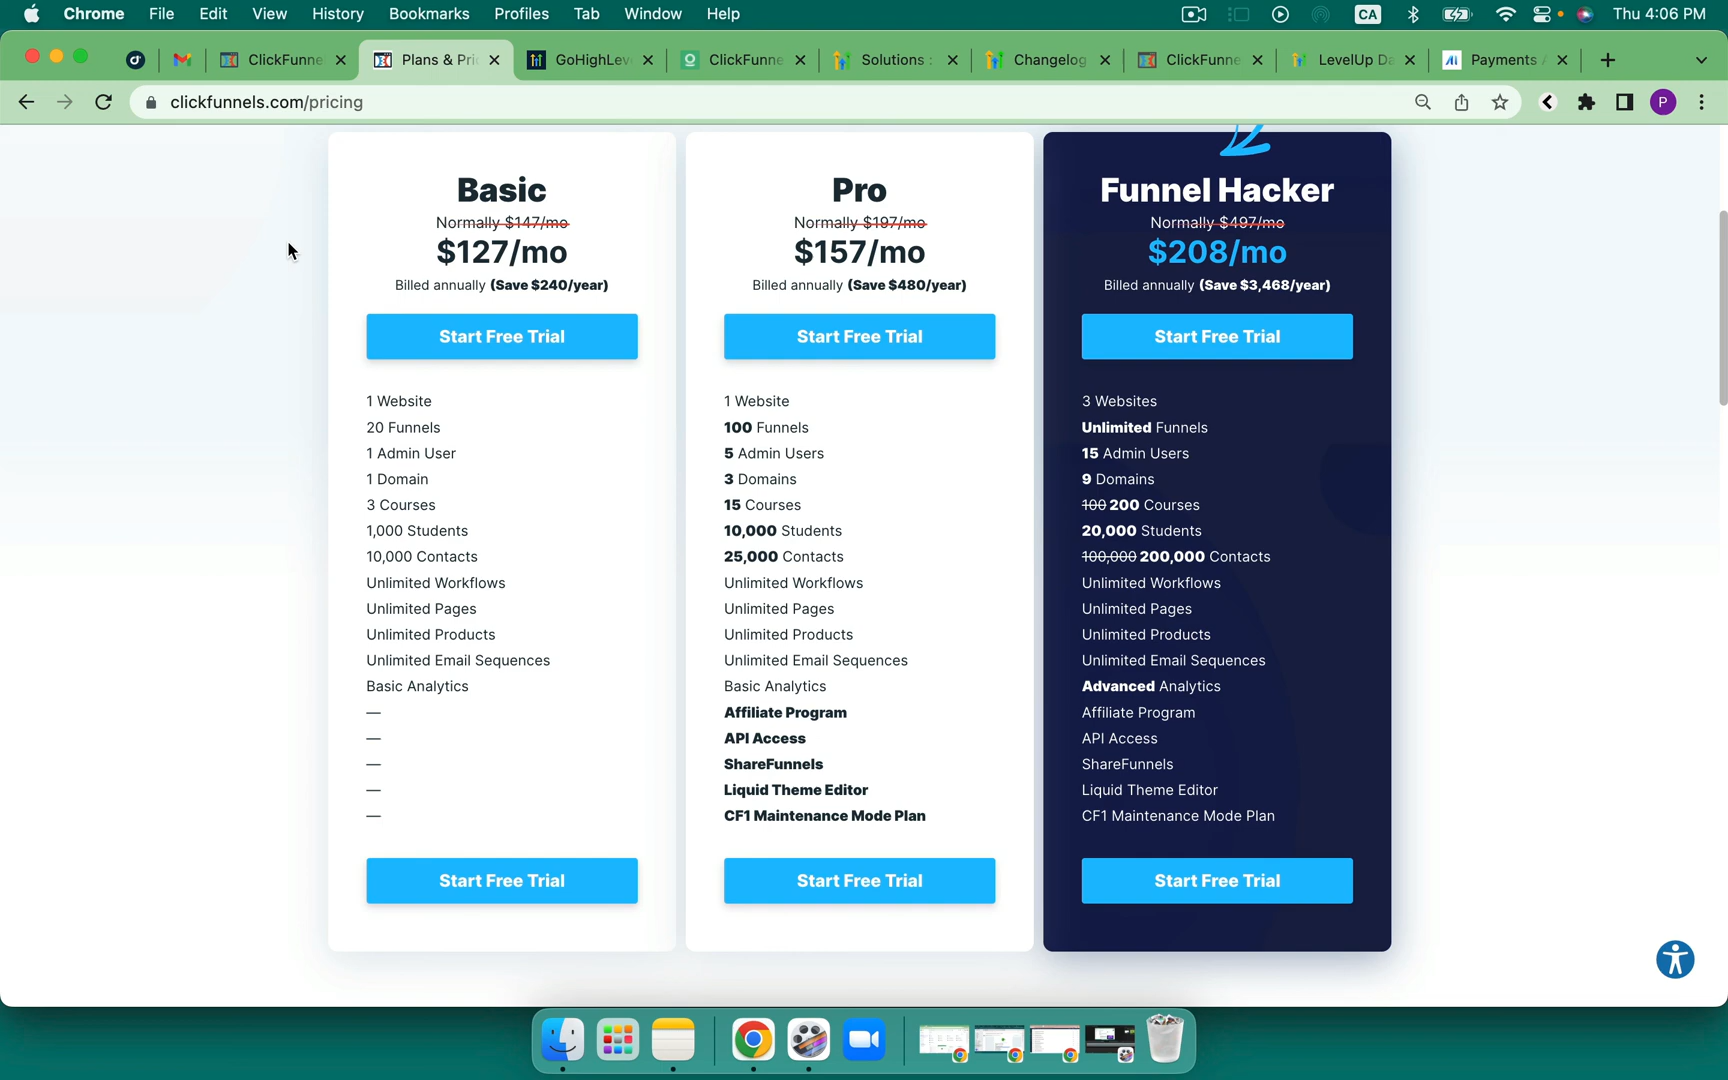 Chrome File Edit View History Bookmarks Profiles Tab Window Help CA Thu 4:06 PM
ClickFunne Plans & Pric GoHighLeve ClickFunne Solutions : Changelog ClickFunne LevelUp Da Payments
clickfunnels.com/pricing P
Basic
Normally $147/mo
$127/mo
Billed annually (Save $240/year)
Start Free Trial
1 Website
20 Funnels
1 Admin User
1 Domain
3 Courses
1,000 Students
10,000 Contacts
Unlimited Workflows
Unlimited Pages
Unlimited Products
Unlimited Email Sequences
Basic Analytics
—
—
—
—
—
Start Free Trial
Pro
Normally $197/mo
$157/mo
Billed annually (Save $480/year)
Start Free Trial
1 Website
100 Funnels
5 Admin Users
3 Domains
15 Courses
10,000 Students
25,000 Contacts
Unlimited Workflows
Unlimited Pages
Unlimited Products
Unlimited Email Sequences
Basic Analytics
Affiliate Program
API Access
ShareFunnels
Liquid Theme Editor
CF1 Maintenance Mode Plan
Start Free Trial
Funnel Hacker
Normally $497/mo
$208/mo
Billed annually (Save $3,468/year)
Start Free Trial
3 Websites
Unlimited Funnels
15 Admin Users
9 Domains
100 200 Courses
20,000 Students
100,000 200,000 Contacts
Unlimited Workflows
Unlimited Pages
Unlimited Products
Unlimited Email Sequences
Advanced Analytics
Affiliate Program
API Access
ShareFunnels
Liquid Theme Editor
CF1 Maintenance Mode Plan
Start Free Trial